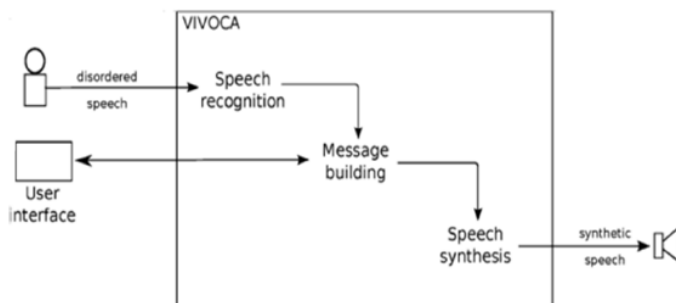 VIVOCA
disordered
speech
Speech
recognition
Message
building
User
interface
Speech
synthesis
synthetic
speech